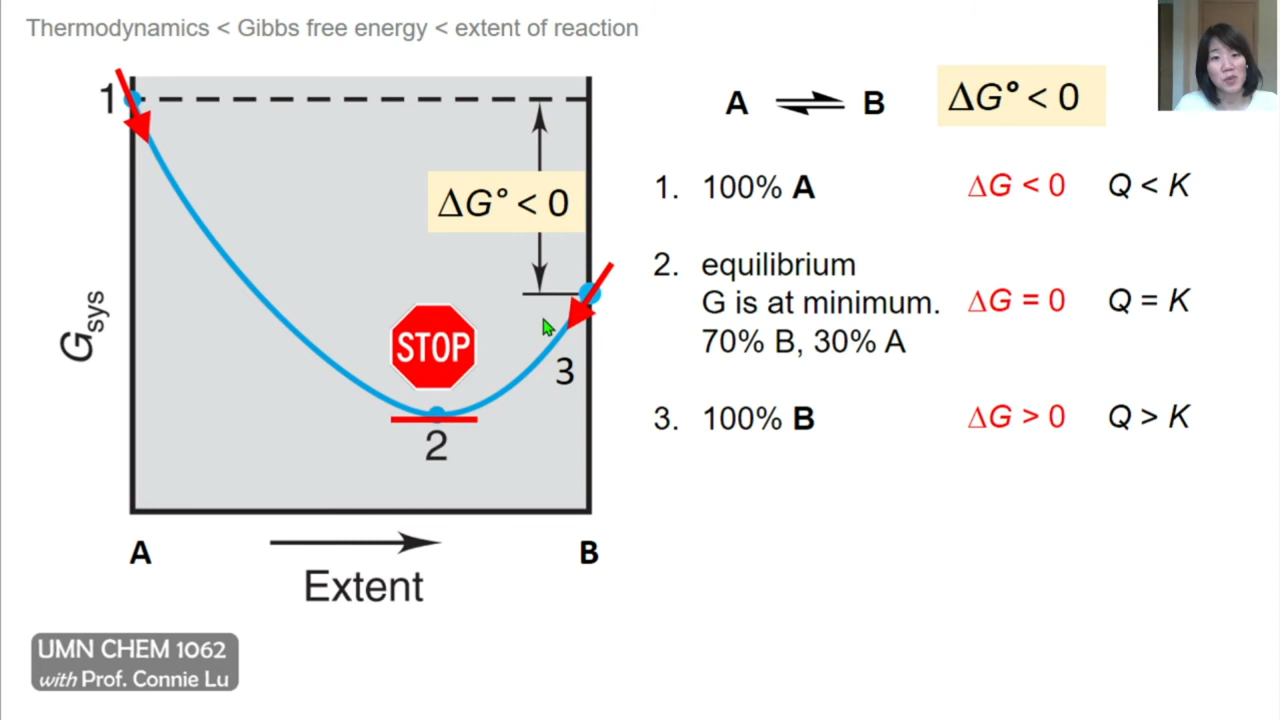 Thermodynamics < Gibbs free energy < extent of reaction
1
ΔG° < 0
STOP
3
2
Gsys
A
B
Extent
A ⇌ B
ΔG° < 0
1. 100% A ΔG < 0 Q < K
2. equilibrium
G is at minimum. ΔG = 0 Q = K
70% B, 30% A
3. 100% B ΔG > 0 Q > K
UMN CHEM 1062
with Prof. Connie Lu